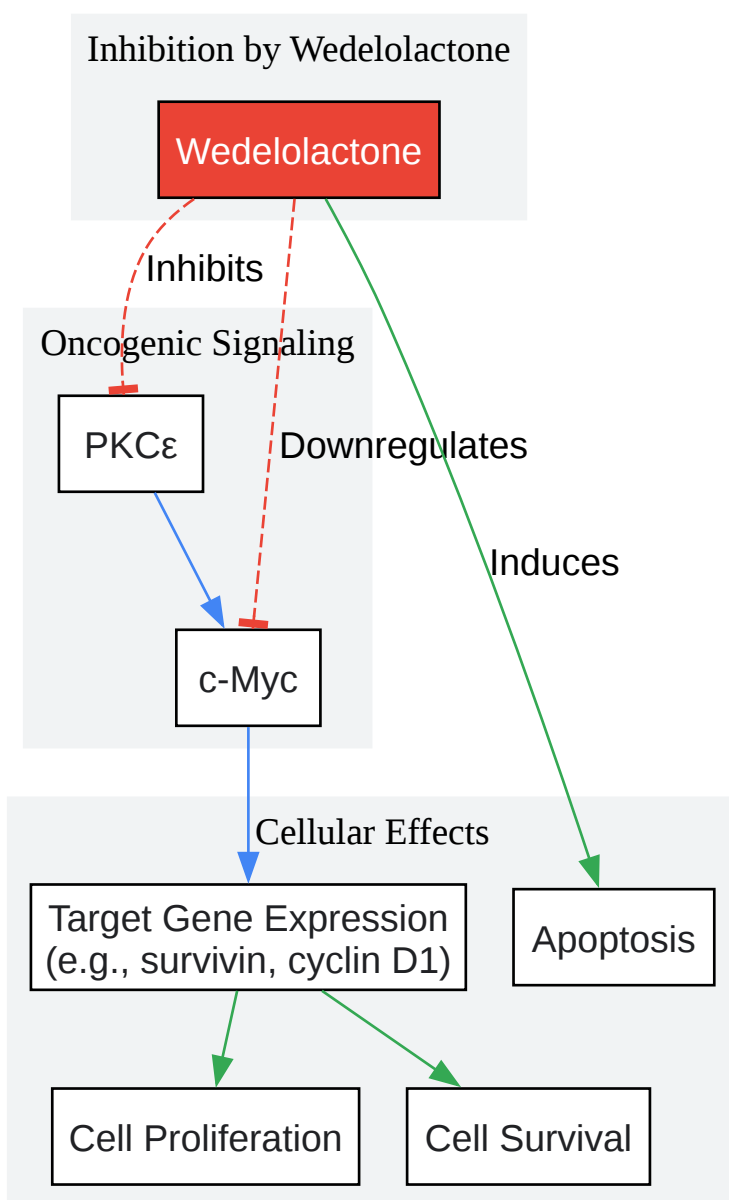 Inhibition by Wedelolactone
Wedelolactone
Inhibits
Oncogenic Signaling
PKCε
Downregulates
Induces
c-Myc
Cellular Effects
Target Gene Expression
(e.g., survivin, cyclin D1)
Apoptosis
Cell Proliferation
Cell Survival